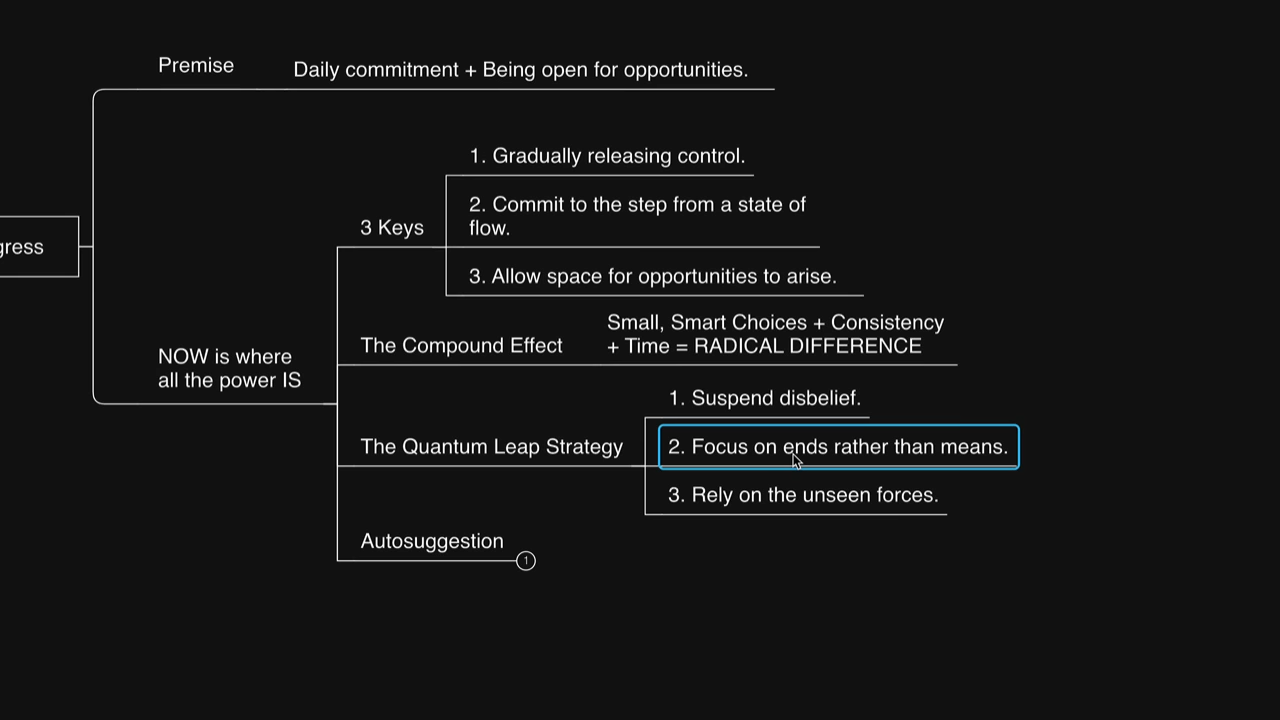 Premise
Daily commitment + Being open for opportunities.
1. Gradually releasing control.
2. Commit to the step from a state of
flow.
3 Keys
3. Allow space for opportunities to arise.
gress
Small, Smart Choices + Consistency
+ Time = RADICAL DIFFERENCE
The Compound Effect
NOW is where
all the power IS
1. Suspend disbelief.
The Quantum Leap Strategy
2. Focus on ends rather than means.
3. Rely on the unseen forces.
Autosuggestion
1